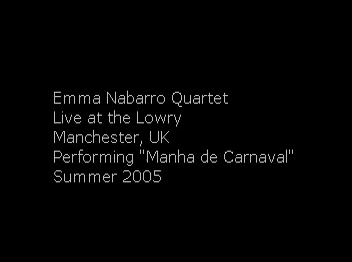 Emma Nabarro Quartet
Live at the Lowry
Manchester, UK
Performing "Manha de Carnaval"
Summer 2005